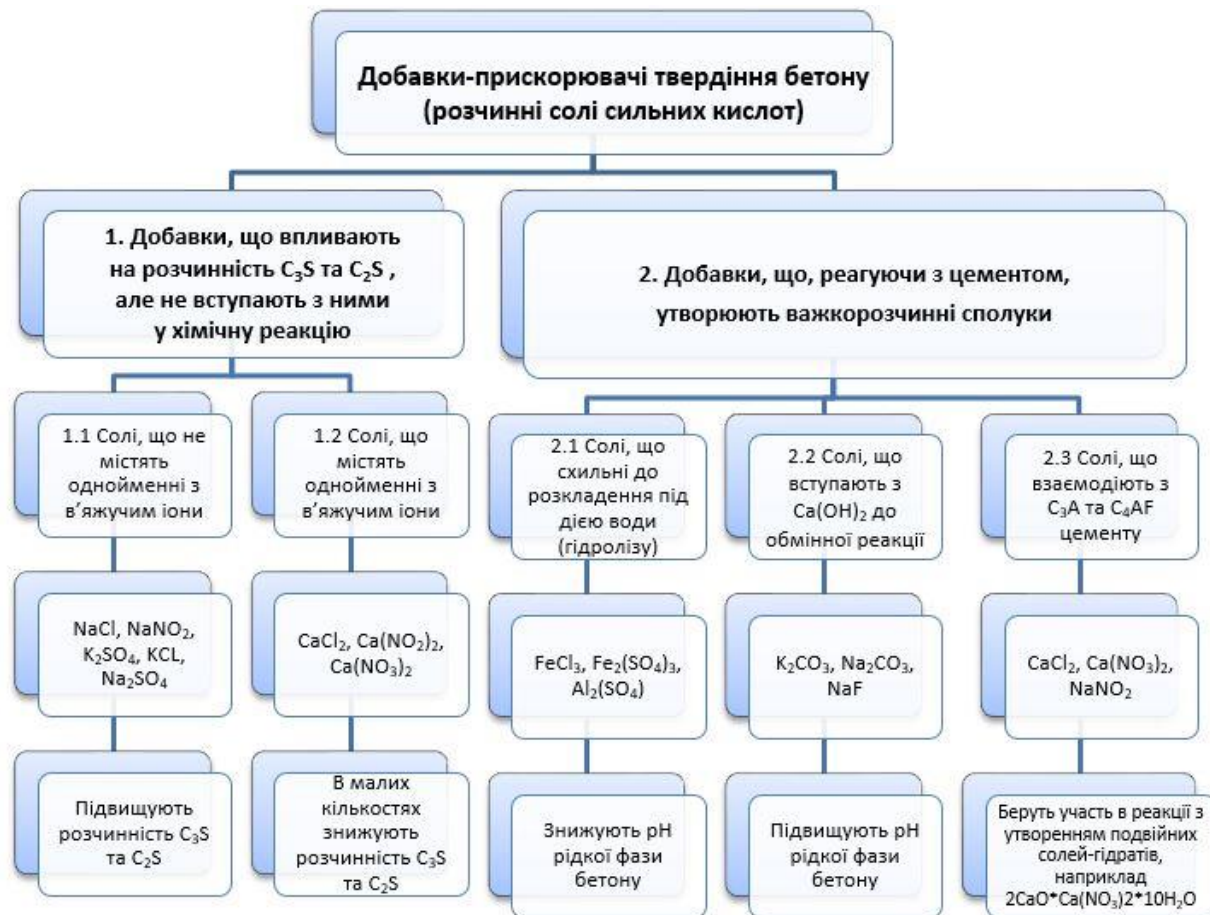 Добавки-прискорювачі твердіння бетону
(розчинні солі сильних кислот)
1. Добавки, що впливають
на розчинність C₃S та C₂S ,
але не вступають з ними
у хімічну реакцію
2. Добавки, що, реагуючи з цементом,
утворюють важкорозчинні сполуки
1.1 Солі, що не
містять
однойменні з
в’яжучим іони
1.2 Солі, що
містять
однойменні з
в’яжучим іони
2.1 Солі, що
схильні до
розкладення під
дією води
(гідролізу)
2.2 Солі, що
вступають з
Ca(OH)₂ до
обмінної реакції
2.3 Солі, що
взаємодіють з
C₃A та C₄AF
цементу
NaCl, NaNO₂,
K₂SO₄, KCL,
Na₂SO₄
CaCl₂, Ca(NO₂)₂,
Ca(NO₃)₂
FeCl₃, Fe₂(SO₄)₃,
Al₂(SO₄)
K₂CO₃, Na₂CO₃,
NaF
CaCl₂, Ca(NO₃)₂,
NaNO₂
Підвищують
розчинність C₃S
та C₂S
В малих
кількостях
знижують
розчинність C₃S
та C₂S
Знижують pH
рідкої фази
бетону
Підвищують pH
рідкої фази
бетону
Беруть участь в реакції з
утворенням подвійних
солей-гідратів,
наприклад
2CaO*Ca(NO₃)2*10H₂O